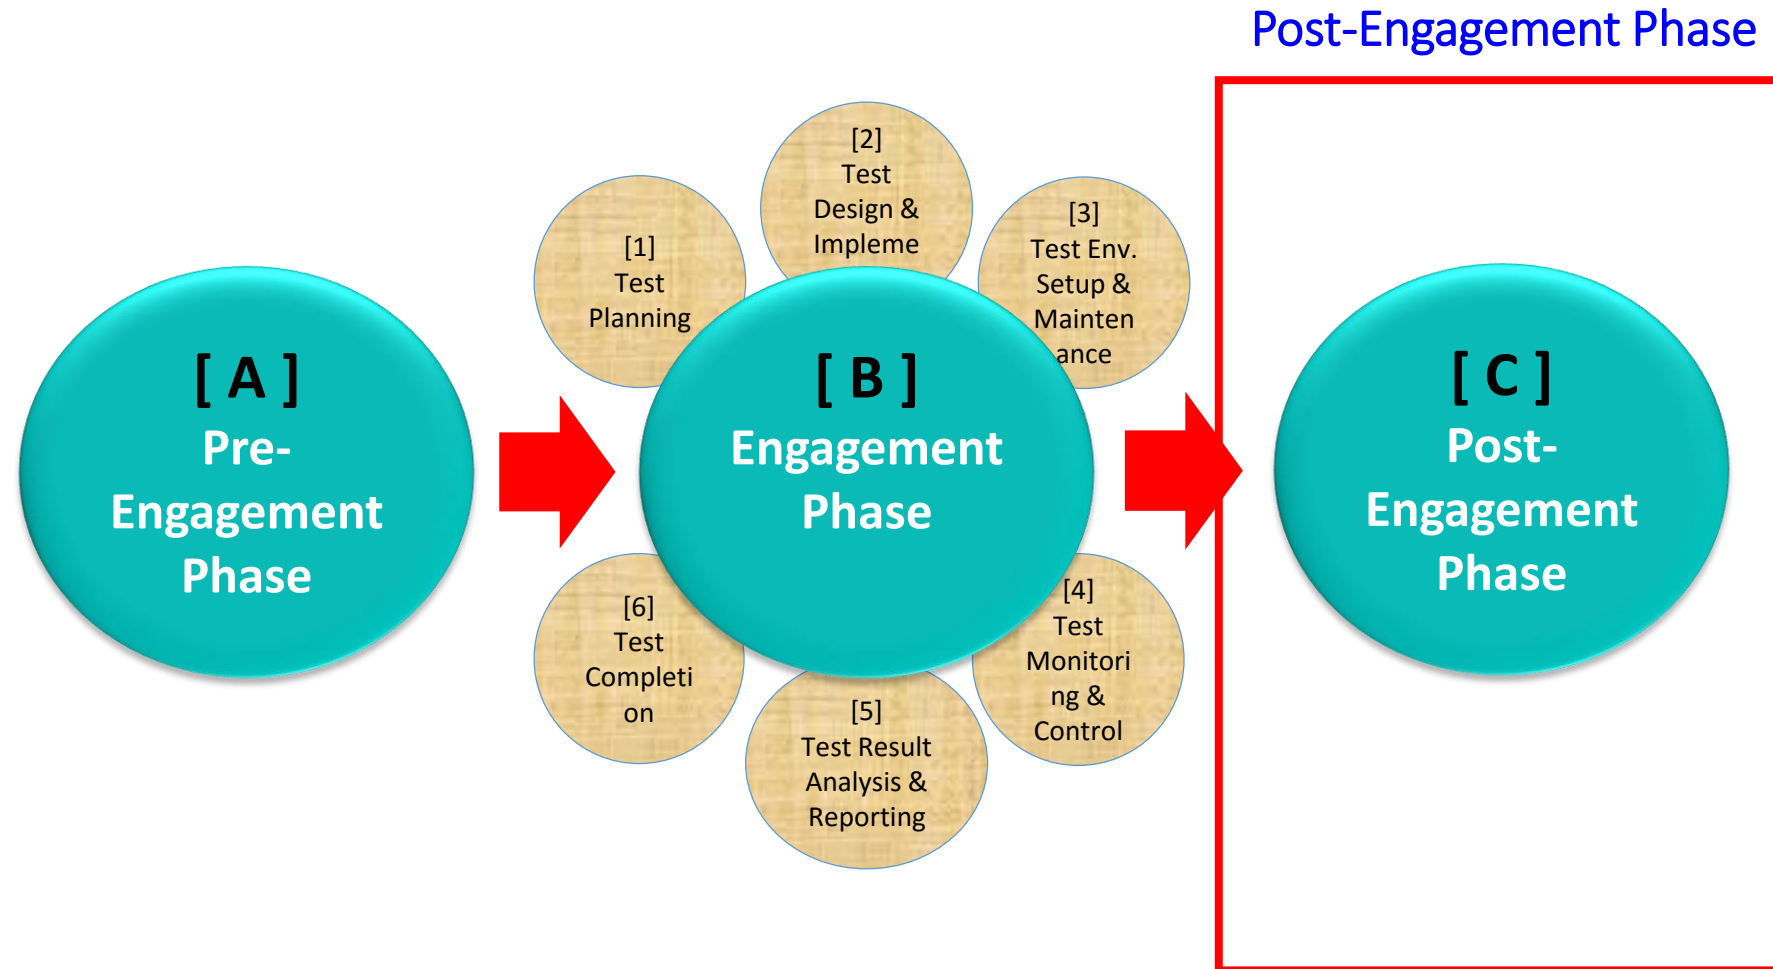 Post-Engagement Phase
[ A ]
Pre-
Engagement
Phase
[1]
Test
Planning
[2]
Test
Design &
Impleme
[3]
Test Env.
Setup &
Mainten
ance
[ B ]
Engagement
Phase
[4]
Test
Monitori
ng &
Control
[5]
Test Result
Analysis &
Reporting
[6]
Test
Completi
on
[ C ]
Post-
Engagement
Phase